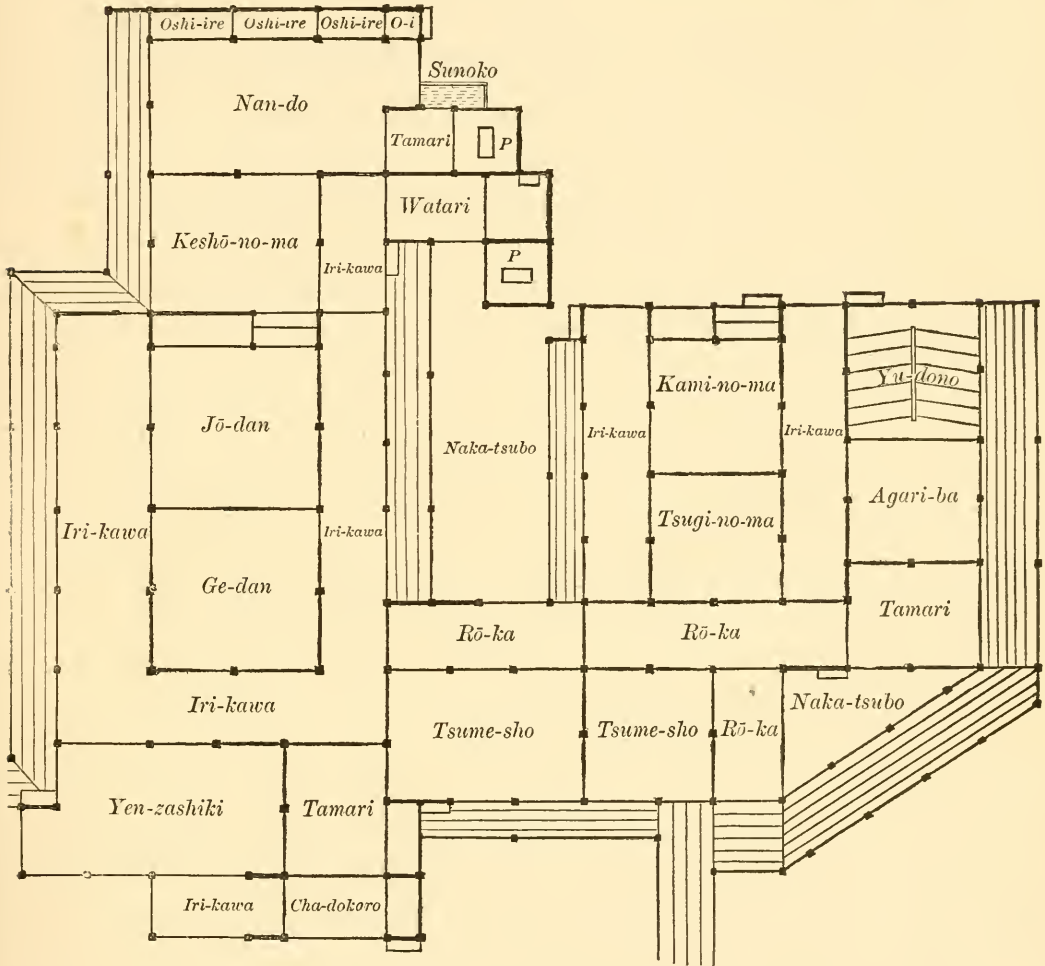 Oshi-ire
Oshi-ire
Oshi-ire
O-i
Sunoko
Nan-do
Tamari
P
Watari
Keshō-no-ma
P
Iri-kawa
Yu-dono
Kami-no-ma
Jō-dan
Naka-tsubo
Iri-kawa
Iri-kawa
Agari-ba
Iri-kawa
Iri-kawa
Tsugi-no-ma
Ge-dan
Tamari
Rō-ka
Rō-ka
Iri-kawa
Naka-tsubo
Tsume-sho
Tsume-sho
Rō-ka
Yen-zashiki
Tamari
Iri-kawa
Cha-dokoro